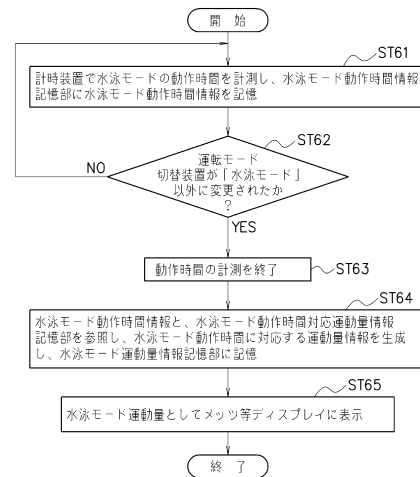 開 始
ST61
計時装置で水泳モードの動作時間を計測し、水泳モード動作時間情報
記憶部に水泳モード動作時間情報を記憶
ST62
運転モード
切替装置が「水泳モード」
以外に変更されたか
？
NO
YES
ST63
動作時間の計測を終了
ST64
水泳モード動作時間情報と、水泳モード動作時間対応運動量情報
記憶部を参照し、水泳モード動作時間に対応する運動量情報を生成
し、水泳モード運動量情報記憶部に記憶
ST65
水泳モード運動量としてメッツ等ディスプレイに表示
終 了